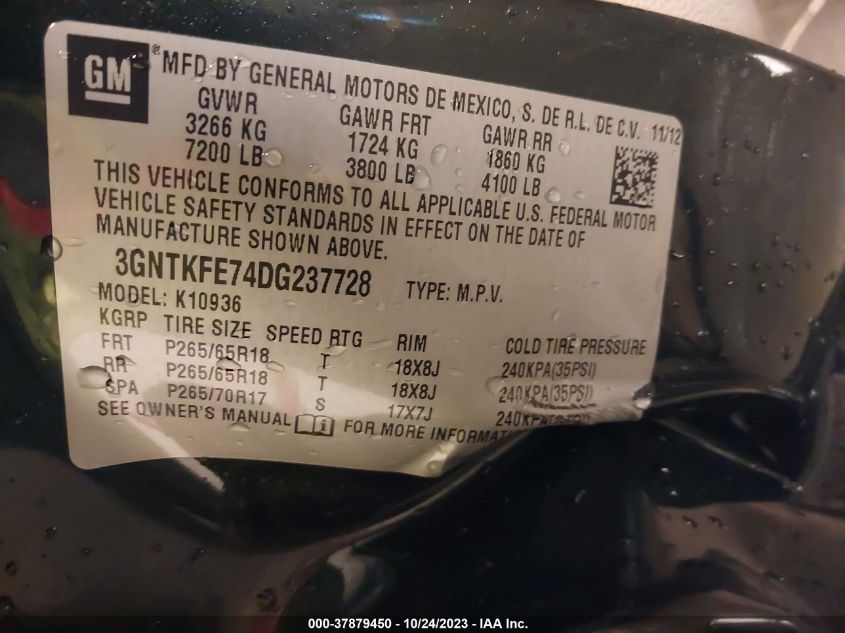 GM
® MFD BY GENERAL MOTORS DE MEXICO, S. DE R.L. DE C.V. 11/12
GVWR GAWR FRT GAWR RR
3266 KG 1724 KG 1860 KG
7200 LB 3800 LB 4100 LB
THIS VEHICLE CONFORMS TO ALL APPLICABLE U.S. FEDERAL MOTOR
VEHICLE SAFETY STANDARDS IN EFFECT ON THE DATE OF
MANUFACTURE SHOWN ABOVE.
3GNTKFE74DG237728 TYPE: M.P.V.
MODEL: K10936
KGRP TIRE SIZE SPEED RTG RIM COLD TIRE PRESSURE
FRT P265/65R18 T 18X8J 240KPA(35PSI)
RR P265/65R18 T 18X8J 240KPA(35PSI)
SPA P265/70R17 S 17X7J 240KPA
SEE OWNER'S MANUAL FOR MORE INFORMATI
000-37879450 - 10/24/2023 - IAA Inc.